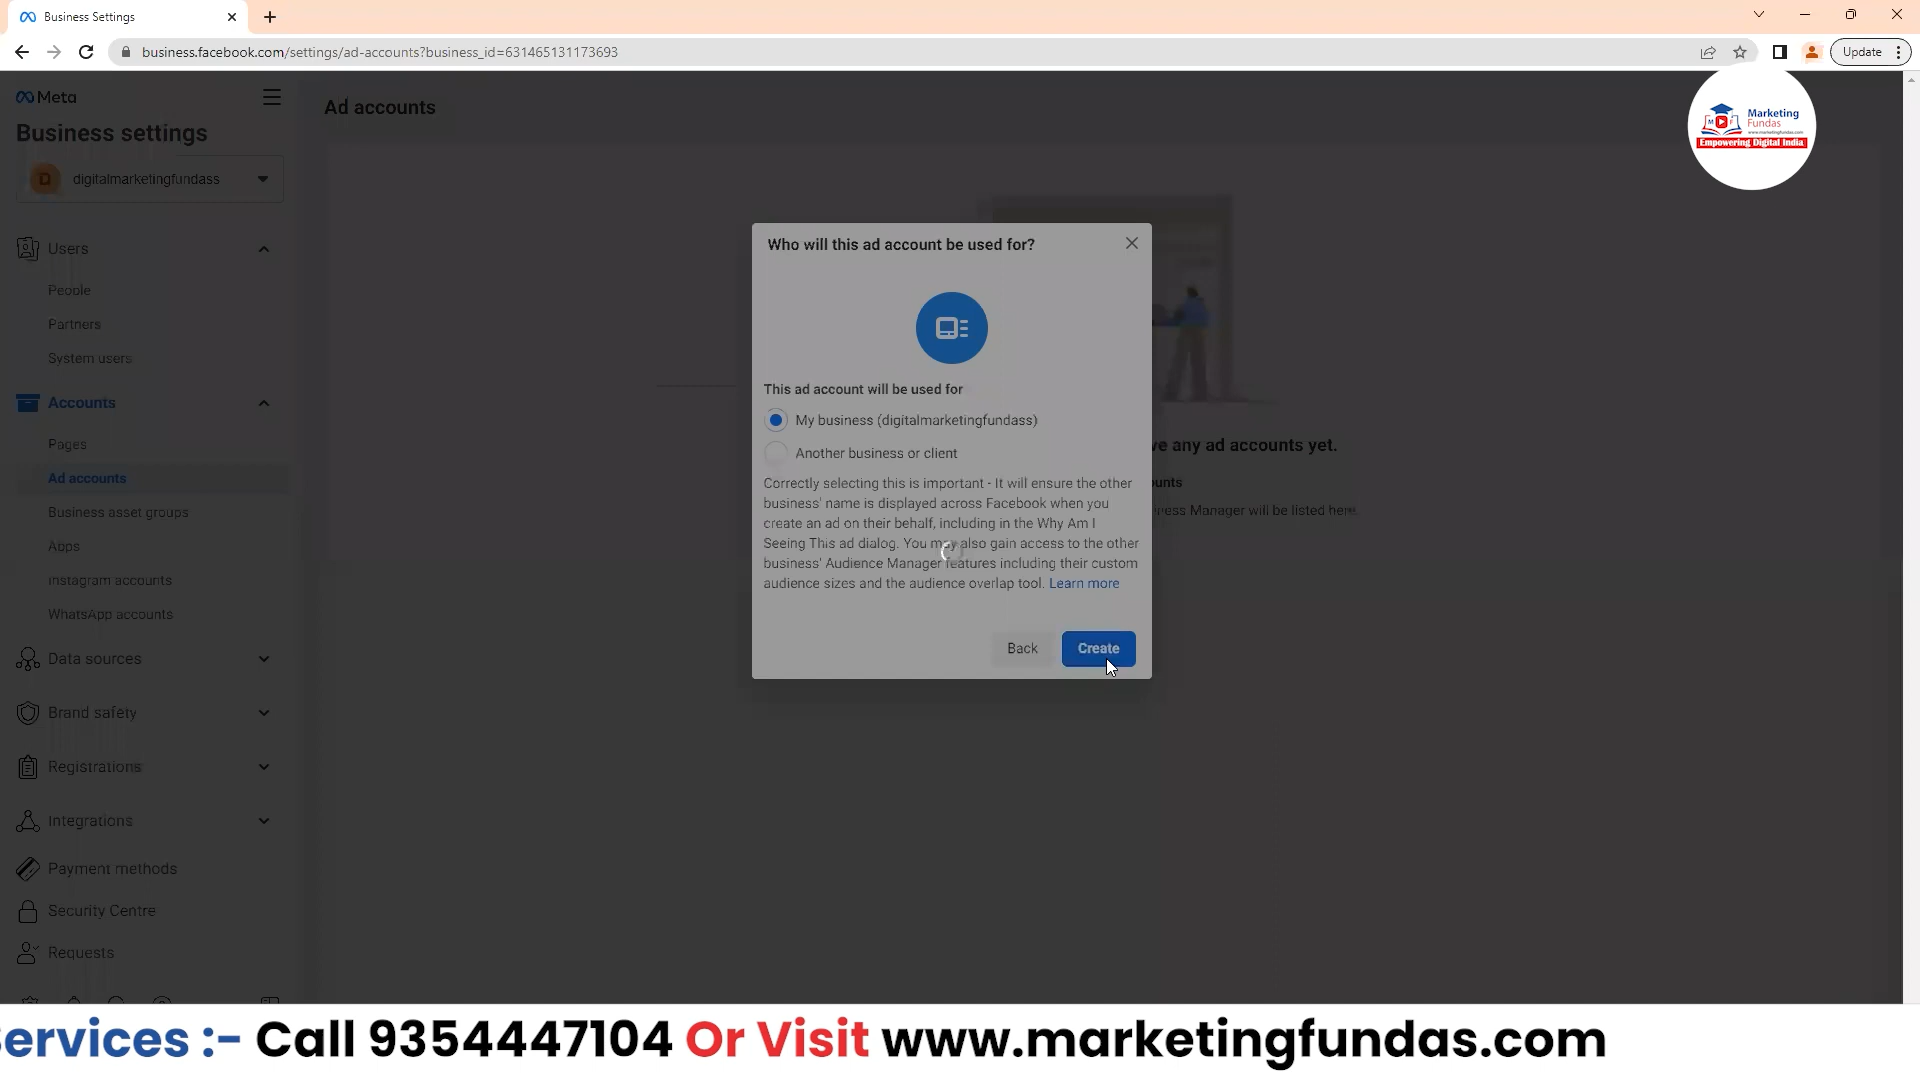 Business Settings
business.facebook.com/settings/ad-accounts?business_id=631465131173693
Update
Meta
Business settings
D
digitalmarketingfundass
Users
People
Partners
System users
Accounts
Pages
Ad accounts
Business asset groups
Apps
Instagram accounts
WhatsApp accounts
Data sources
Brand safety
Registrations
Integrations
Payment methods
Security Centre
Requests
Ad accounts
Marketing
Fundas
www.marketingfundas.com
Empowering Digital India
Who will this ad account be used for?
This ad account will be used for
My business (digitalmarketingfundass)
Another business or client
Correctly selecting this is important - It will ensure the other
business' name is displayed across Facebook when you
create an ad on their behalf, including in the Why Am I
Seeing This ad dialog. You may also gain access to the other
business' Audience Manager features including their custom
audience sizes and the audience overlap tool. Learn more
Back
Create
ve any ad accounts yet.
ounts
ness Manager will be listed here.
ervices :- Call 9354447104 Or Visit www.marketingfundas.com